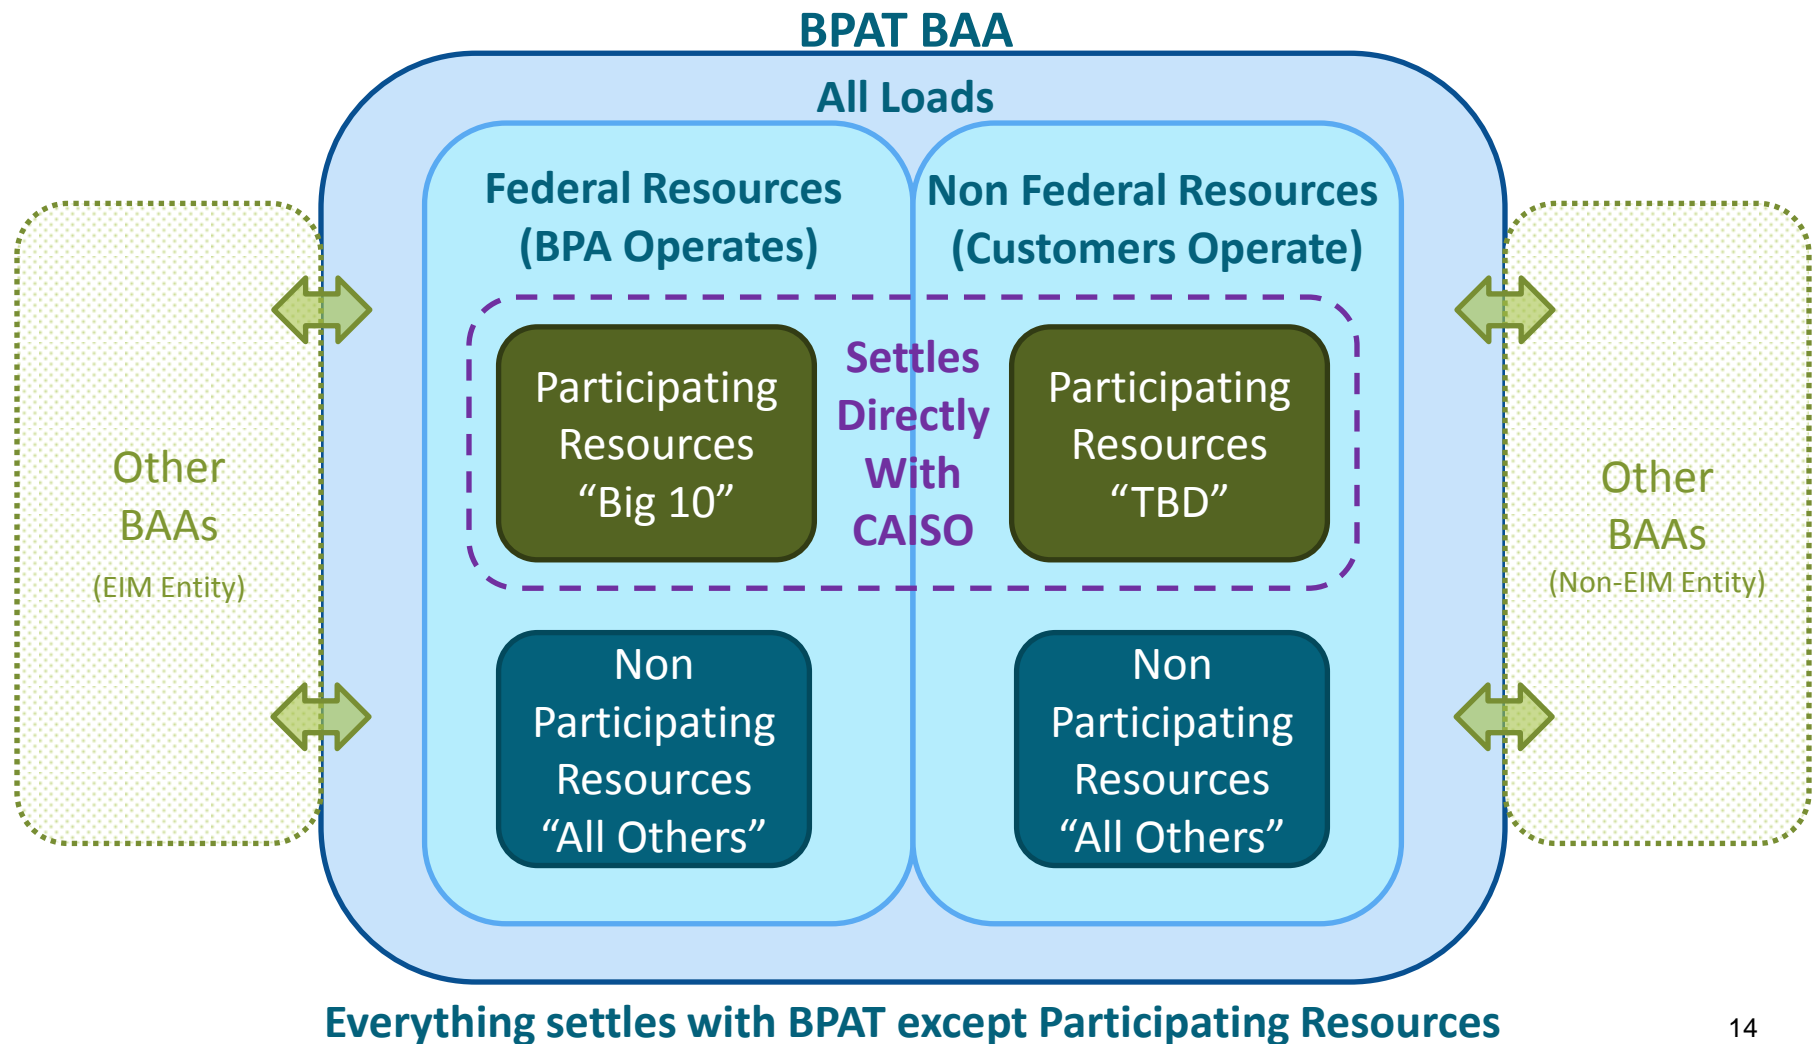 BPAT BAA
All Loads
Federal Resources
(BPA Operates)
Non Federal Resources
(Customers Operate)
Other
BAAs
(EIM Entity)
Participating
Resources
“Big 10”
Settles
Directly
With
CAISO
Participating
Resources
“TBD”
Other
BAAs
(Non-EIM Entity)
Non
Participating
Resources
“All Others”
Non
Participating
Resources
“All Others”
Everything settles with BPAT except Participating Resources
14